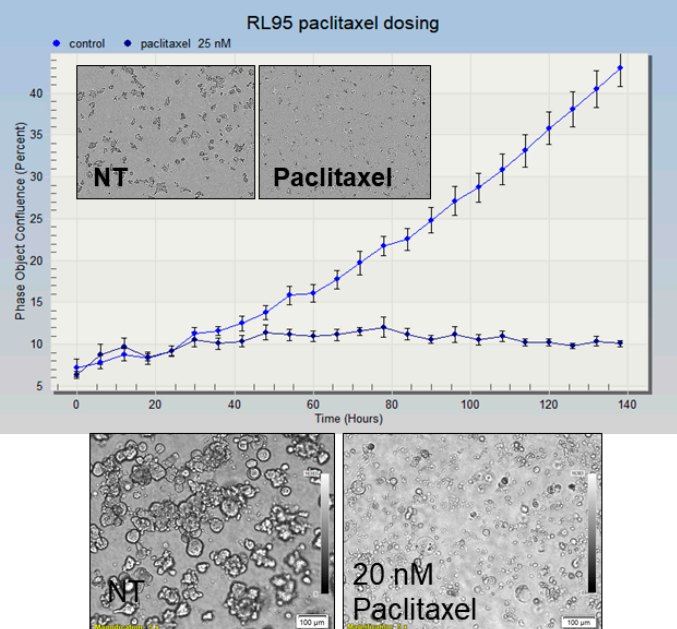 RL95 paclitaxel dosing
control paclitaxel 25 nM
Phase Object Confluence (Percent)
40
35
30
25
20
15
10
5
NT
Paclitaxel
0 20 40 60 80 100 120 140
Time (Hours)
NT
100 µm
20 nM
Paclitaxel
100 µm